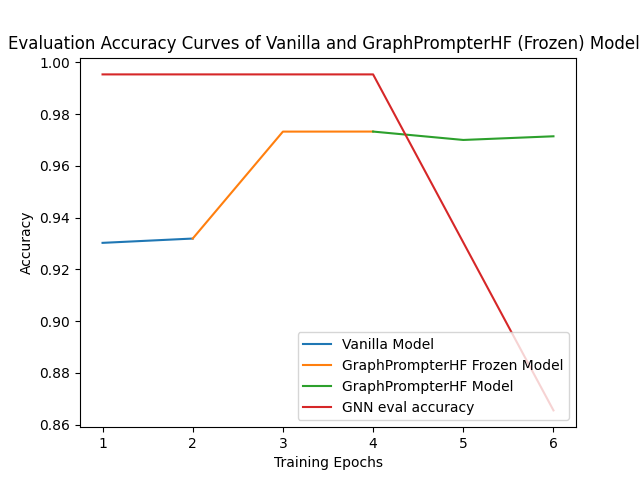 Evaluation Accuracy Curves of Vanilla and GraphPrompterHF (Frozen) Model
1.00
0.98
0.96
0.94
0.92
0.90
0.88
0.86
Accuracy
Vanilla Model
GraphPrompterHF Frozen Model
GraphPrompterHF Model
GNN eval accuracy
1 2 3 4 5 6
Training Epochs